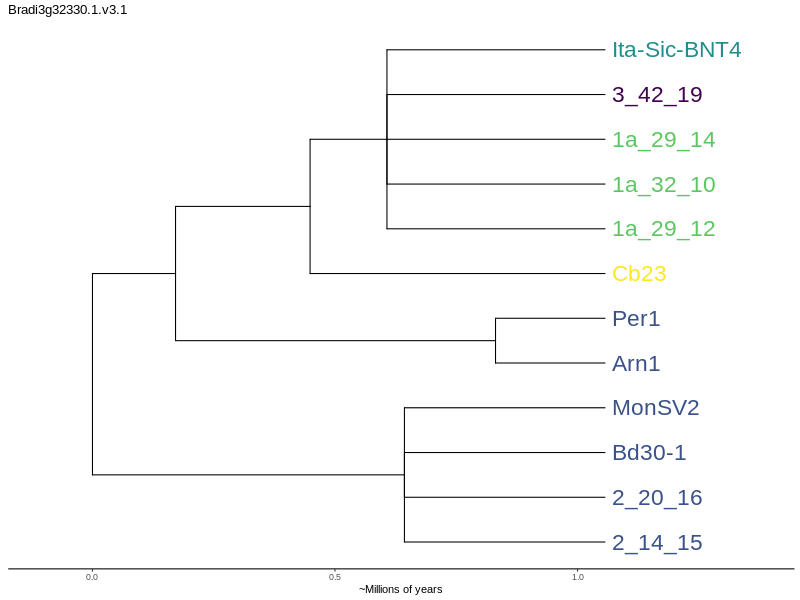 Bradi3g32330.1.v3.1
Ita-Sic-BNT4
3_42_19
1a_29_14
1a_32_10
1a_29_12
Cb23
Per1
Arn1
MonSV2
Bd30-1
2_20_16
2_14_15
0.0 0.5 1.0
~Millions of years